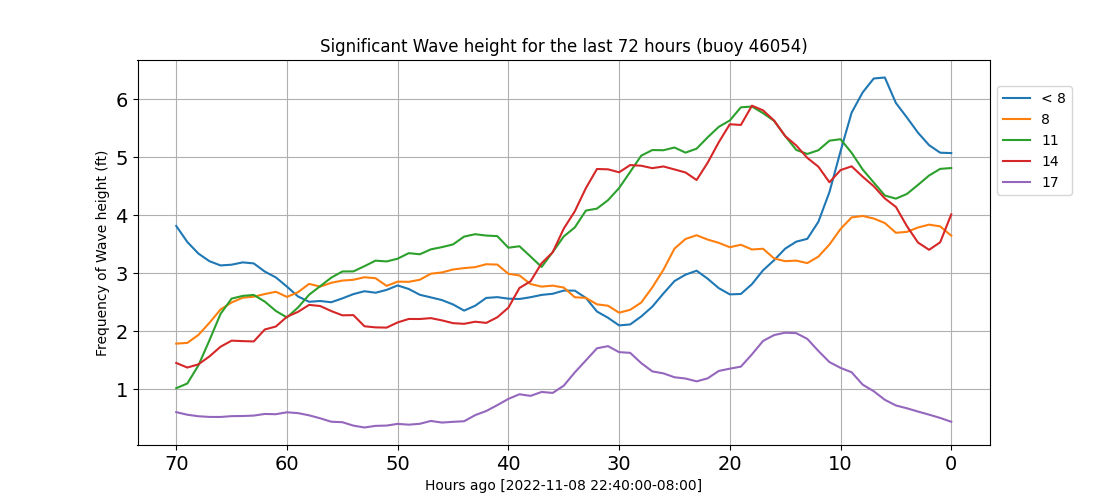 Significant Wave height for the last 72 hours (buoy 46054)
Frequency of Wave height (ft)
6
5
4
3
2
1
70 60 50 40 30 20 10 0
Hours ago [2022-11-08 22:40:00-08:00]
< 8
8
11
14
17